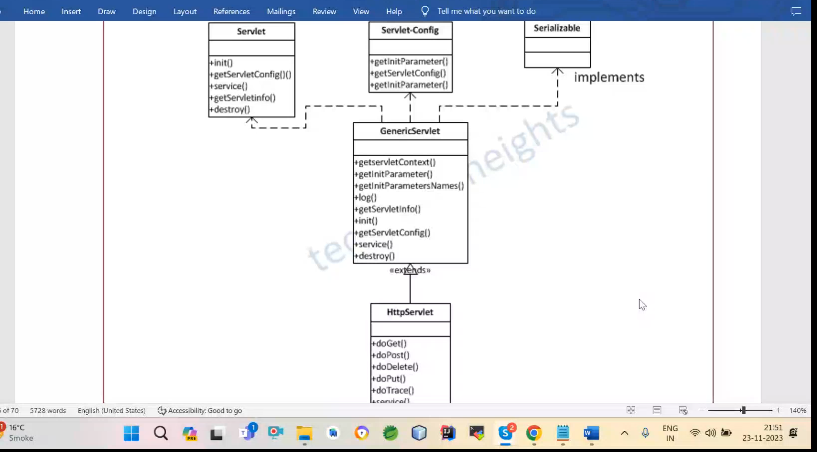 Home Insert Draw Design Layout References Mailings Review View Help Tell me what you want to do
Servlet
+init()
+getServletConfig()()
+service()
+getServletinfo()
+destroy()
Servlet-Config
+getInitParameter()
+getServletConfig()
+getInitParameter()
Serializable
implements
GenericServlet
+getservletContext()
+getInitParameter()
+getInitParametersNames()
+log()
+getServletInfo()
+init()
+getServletConfig()
+service()
+destroy()
«extends»
HttpServlet
+doGet()
+doPost()
+doDelete()
+doPut()
+doTrace()
+service()
of 70 5728 words English (United States) Accessibility: Good to go 140%
16°C
Smoke
ENG
IN
21:51
23-11-2023